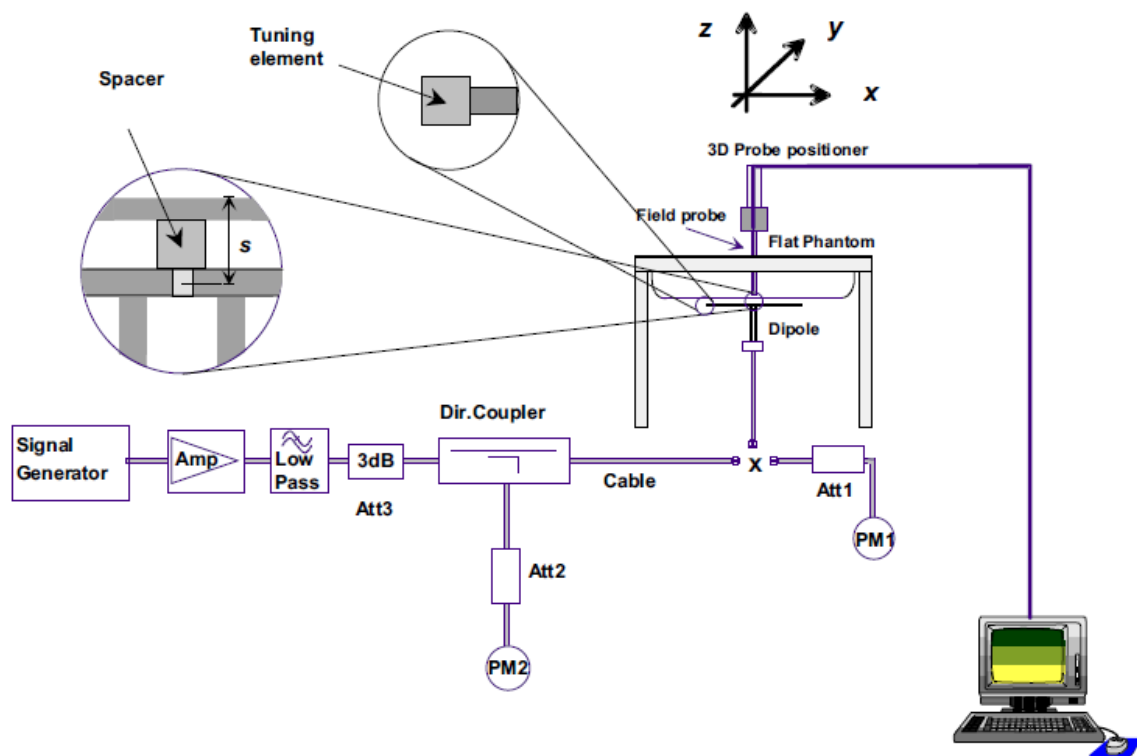 Tuning
element
Spacer
z
y
x
3D Probe positioner
Field probe
Flat Phantom
s
Dipole
Dir.Coupler
Signal
Generator
Amp
Low
Pass
3dB
Att3
Cable
x
Att1
PM1
Att2
PM2